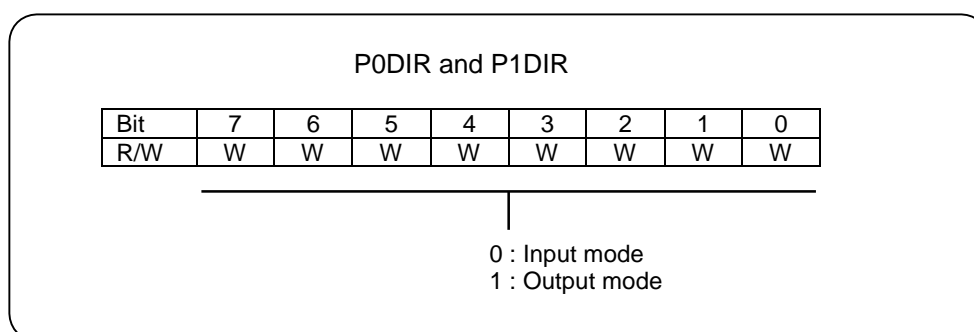 P0DIR and P1DIR
Bit 7 6 5 4 3 2 1 0
R/W W W W W W W W W
0 : Input mode
1 : Output mode